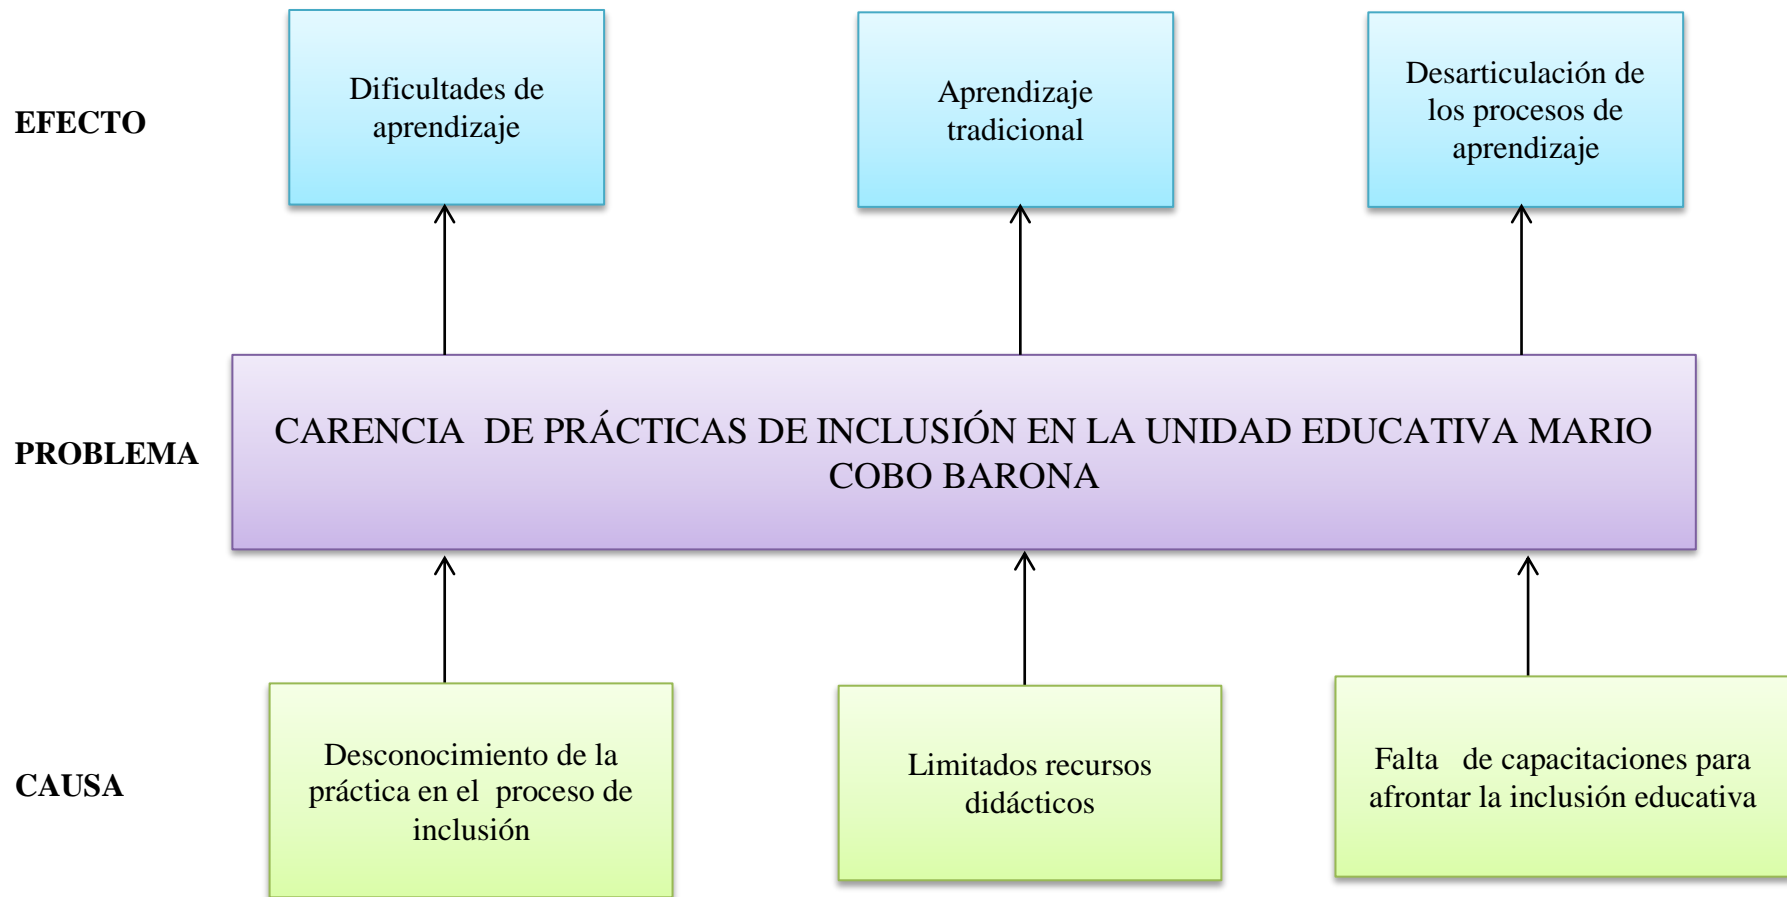 EFECTO
Dificultades de
aprendizaje
Aprendizaje
tradicional
Desarticulación de
los procesos de
aprendizaje
PROBLEMA
CARENCIA  DE PRÁCTICAS DE INCLUSIÓN EN LA UNIDAD EDUCATIVA MARIO
COBO BARONA
CAUSA
Desconocimiento de la
práctica en el  proceso de
inclusión
Limitados recursos
didácticos
Falta   de capacitaciones para
afrontar la inclusión educativa